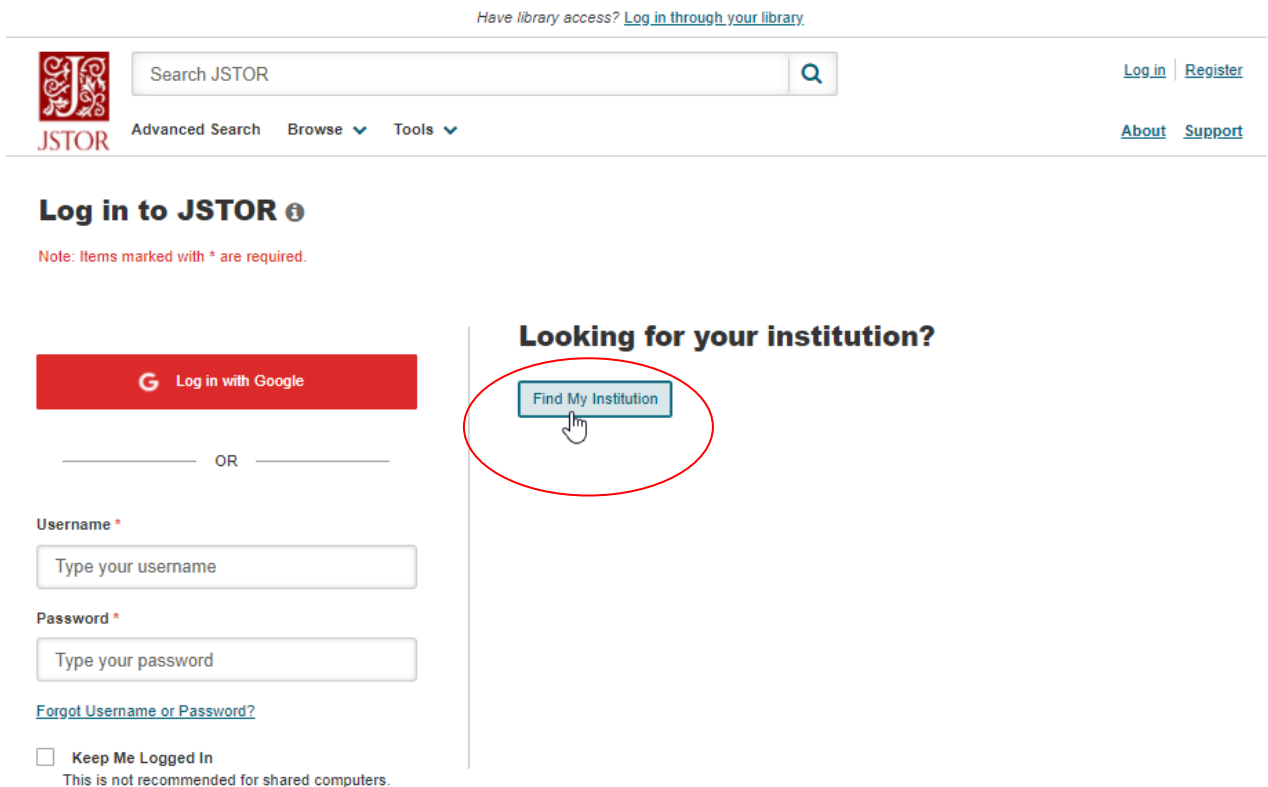 Have library access? Log in through your library
Search JSTOR
Log in Register
JSTOR
Advanced Search Browse Tools
About Support
Log in to JSTOR
Note: Items marked with * are required.
Looking for your institution?
G Log in with Google
Find My Institution
OR
Username *
Type your username
Password *
Type your password
Forgot Username or Password?
Keep Me Logged In
This is not recommended for shared computers.